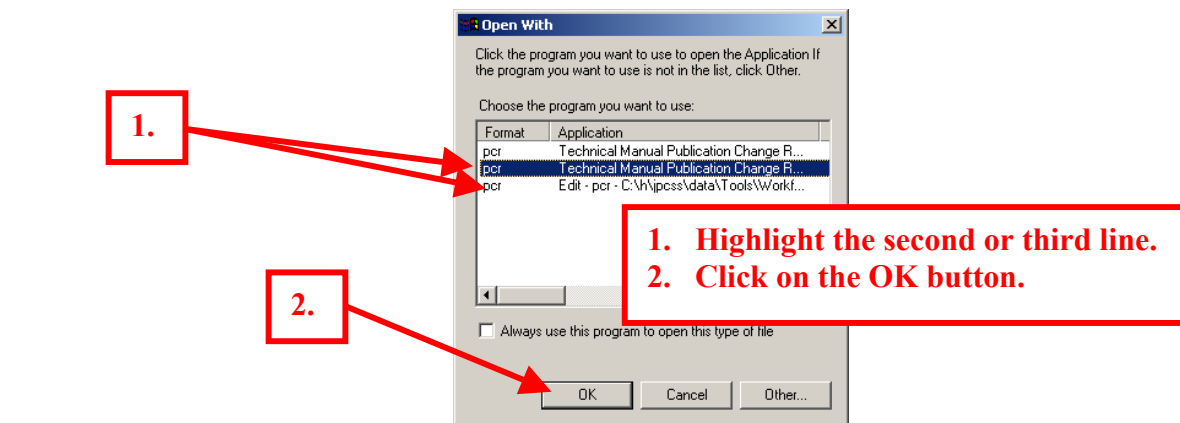 Open With
Click the program you want to use to open the Application If
the program you want to use is not in the list, click Other.
Choose the program you want to use:
Format Application
pcr Technical Manual Publication Change R...
pcr Technical Manual Publication Change R...
pcr Edit - pcr - C:\h\jpcss\data\Tools\Workf...
1.
1. Highlight the second or third line.
2. Click on the OK button.
2.
Always use this program to open this type of file
OK Cancel Other...